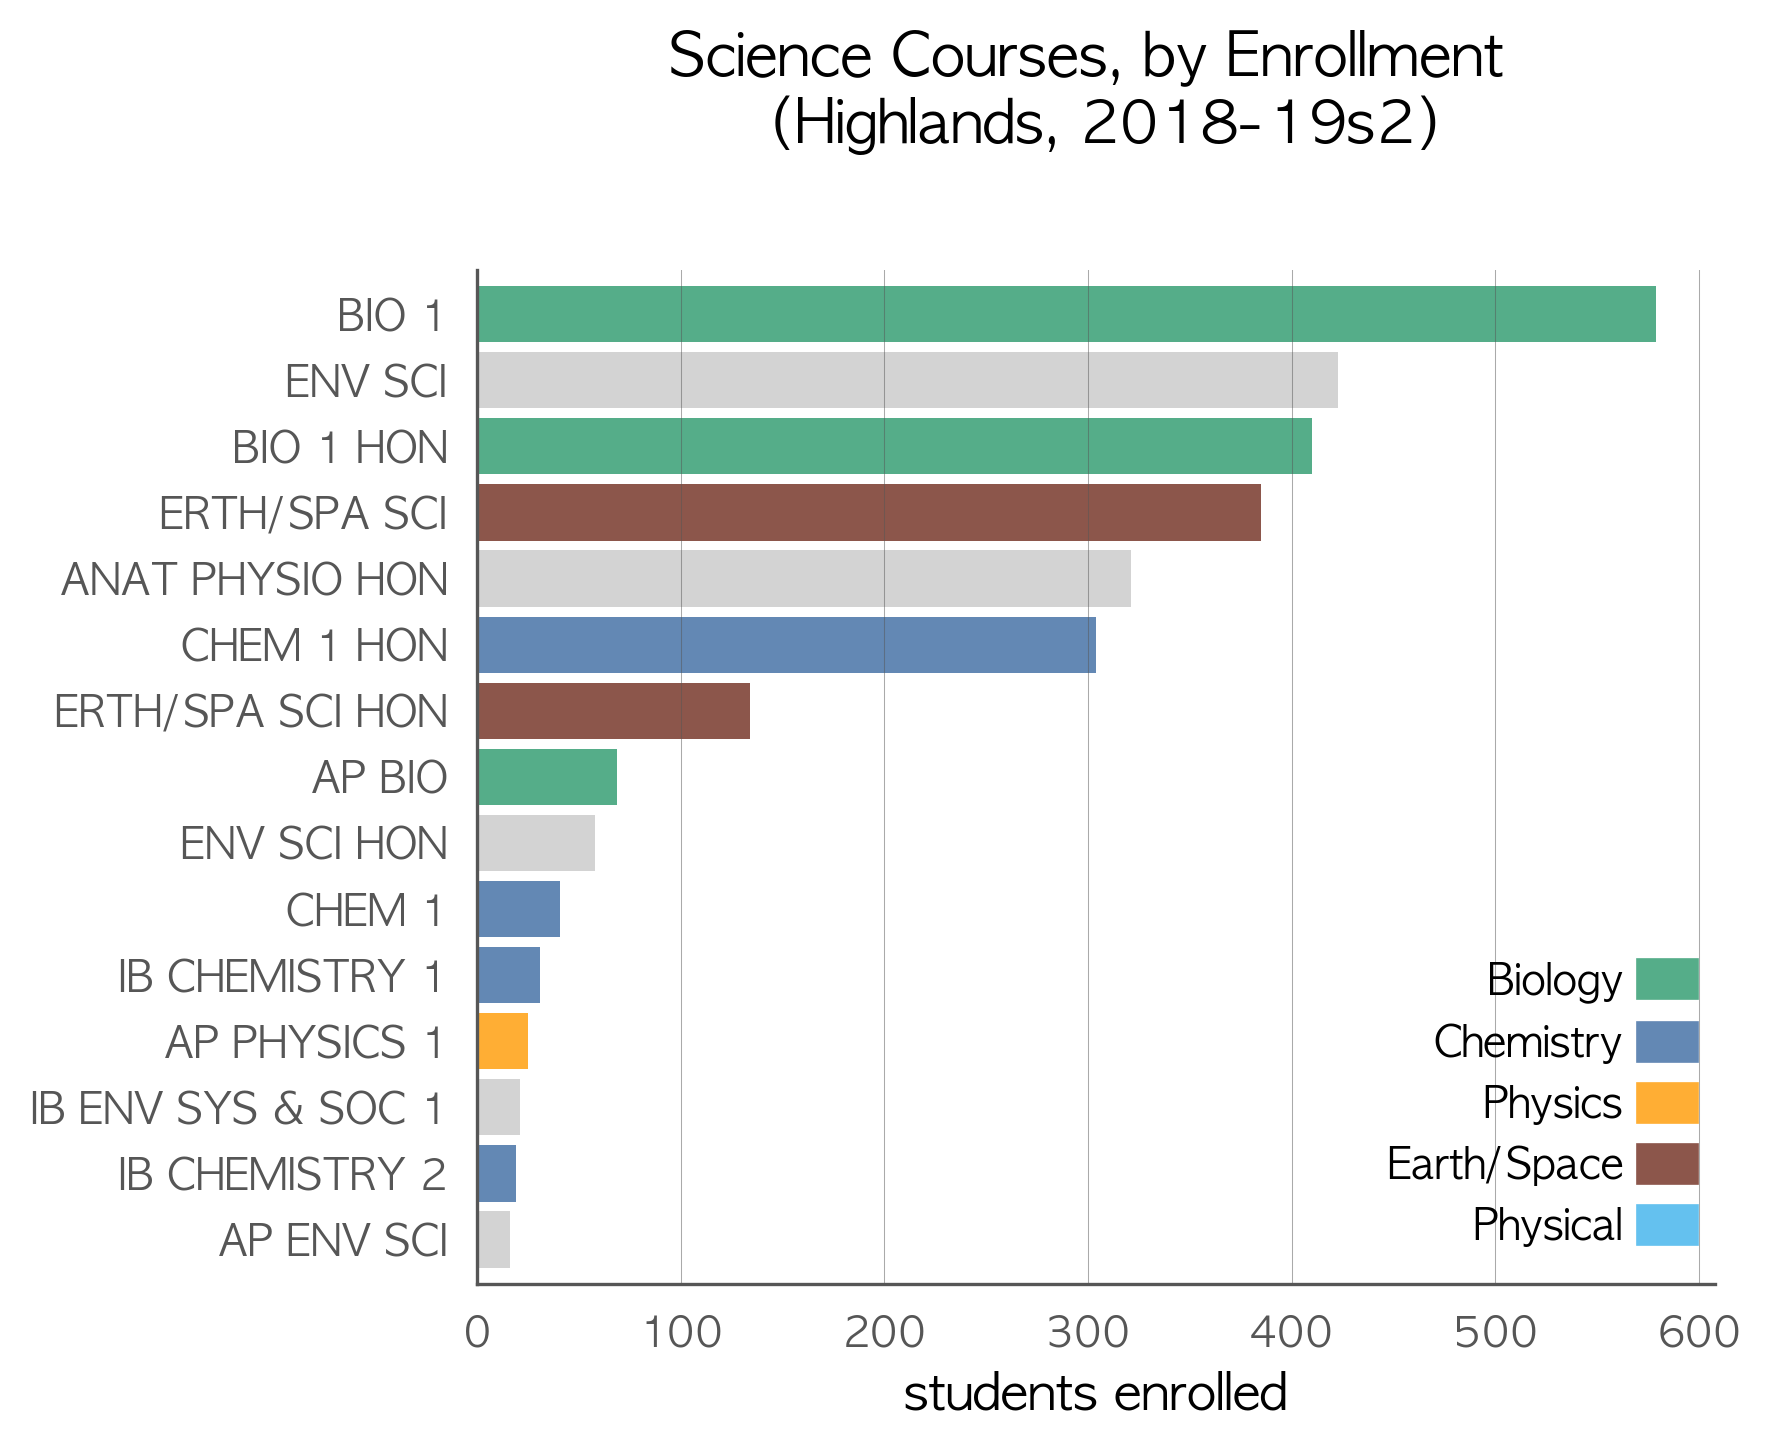 Science Courses, by Enrollment
(Highlands, 2018-19s2)
BIO 1
ENV SCI
BIO 1 HON
ERTH/SPA SCI
ANAT PHYSIO HON
CHEM 1 HON
ERTH/SPA SCI HON
AP BIO
ENV SCI HON
CHEM 1
IB CHEMISTRY 1
AP PHYSICS 1
IB ENV SYS & SOC 1
IB CHEMISTRY 2
AP ENV SCI
Biology
Chemistry
Physics
Earth/Space
Physical
0 100 200 300 400 500 600
students enrolled